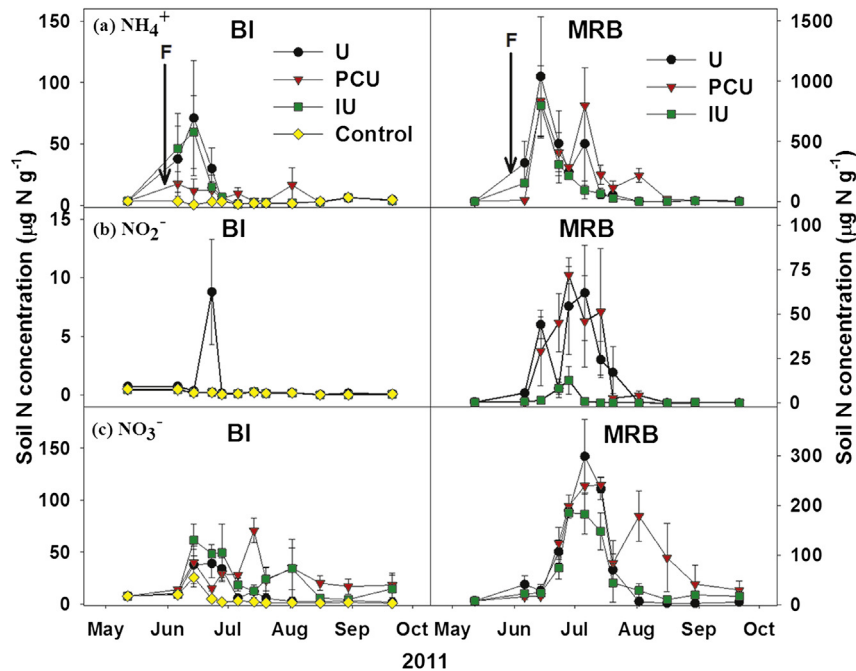 (a) NH₄⁺ BI MRB
F F
U
PCU
IU
Control
U
PCU
IU
150
100
50
0
1500
1000
500
0
(b) NO₂⁻ BI MRB
15
10
5
0
100
75
50
25
0
(c) NO₃⁻ BI MRB
150
100
50
0
300
200
100
0
Soil N concentration (µg N g⁻¹)
Soil N concentration (µg N g⁻¹)
May Jun Jul Aug Sep Oct May Jun Jul Aug Sep Oct
2011